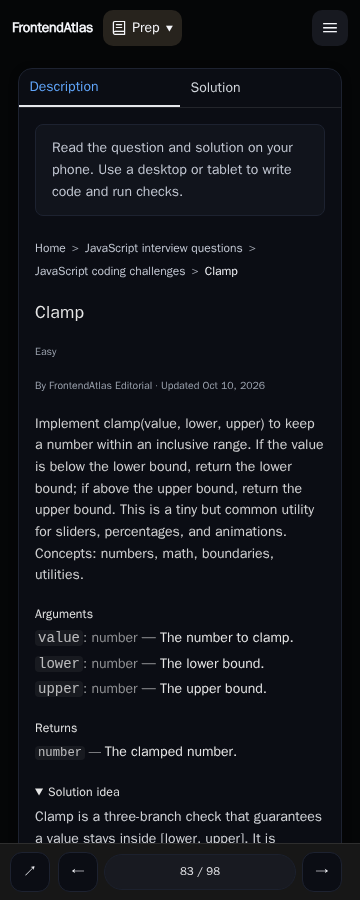 FrontendAtlas
Prep ▼
Description
Solution
Read the question and solution on your
phone. Use a desktop or tablet to write
code and run checks.
Home > JavaScript interview questions >
JavaScript coding challenges > Clamp
Clamp
Easy
By FrontendAtlas Editorial · Updated Oct 10, 2026
Implement clamp(value, lower, upper) to keep
a number within an inclusive range. If the value
is below the lower bound, return the lower
bound; if above the upper bound, return the
upper bound. This is a tiny but common utility
for sliders, percentages, and animations.
Concepts: numbers, math, boundaries,
utilities.
Arguments
value: number — The number to clamp.
lower: number — The lower bound.
upper: number — The upper bound.
Returns
number — The clamped number.
▼ Solution idea
Clamp is a three-branch check that guarantees
a value stays inside [lower, upper]. It is
↗ ← 83 / 98 →